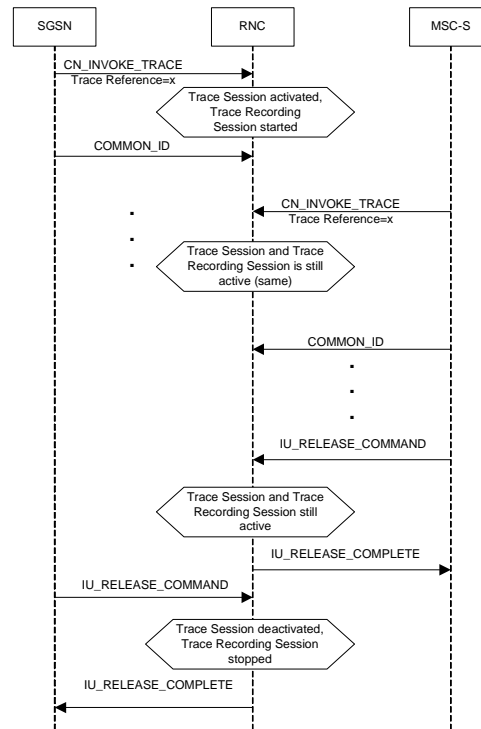 SGSN
RNC
MSC-S
CN_INVOKE_TRACE
Trace Reference=x
Trace Session activated,
Trace Recording
Session started
COMMON_ID
CN_INVOKE_TRACE
Trace Reference=x
Trace Session and Trace
Recording Session is still
active (same)
COMMON_ID
IU_RELEASE_COMMAND
Trace Session and Trace
Recording Session still
active
IU_RELEASE_COMPLETE
IU_RELEASE_COMMAND
Trace Session deactivated,
Trace Recording Session
stopped
IU_RELEASE_COMPLETE